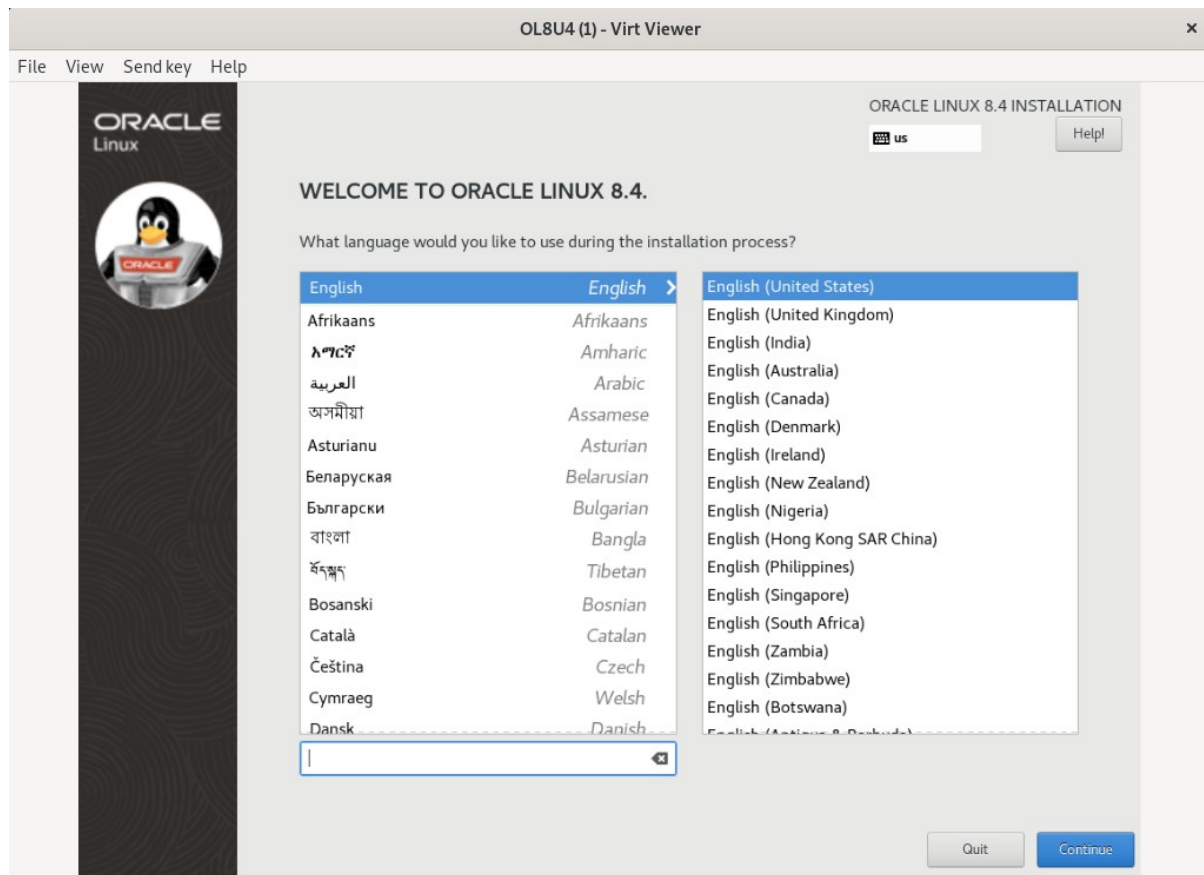 OL8U4 (1) - Virt Viewer ×
File View Send key Help
ORACLE
Linux
ORACLE
ORACLE LINUX 8.4 INSTALLATION
us
Help!
WELCOME TO ORACLE LINUX 8.4.
What language would you like to use during the installation process?
English English
Afrikaans Afrikaans
አማርኛ Amharic
العربية Arabic
অসমীয়া Assamese
Asturianu Asturian
Беларуская Belarusian
Български Bulgarian
বাংলা Bangla
བོད་སྐད་ Tibetan
Bosanski Bosnian
Català Catalan
Čeština Czech
Cymraeg Welsh
Dansk Danish
English (United States)
English (United Kingdom)
English (India)
English (Australia)
English (Canada)
English (Denmark)
English (Ireland)
English (New Zealand)
English (Nigeria)
English (Hong Kong SAR China)
English (Philippines)
English (Singapore)
English (South Africa)
English (Zambia)
English (Zimbabwe)
English (Botswana)
English (Antigua & Barbuda)
Quit
Continue